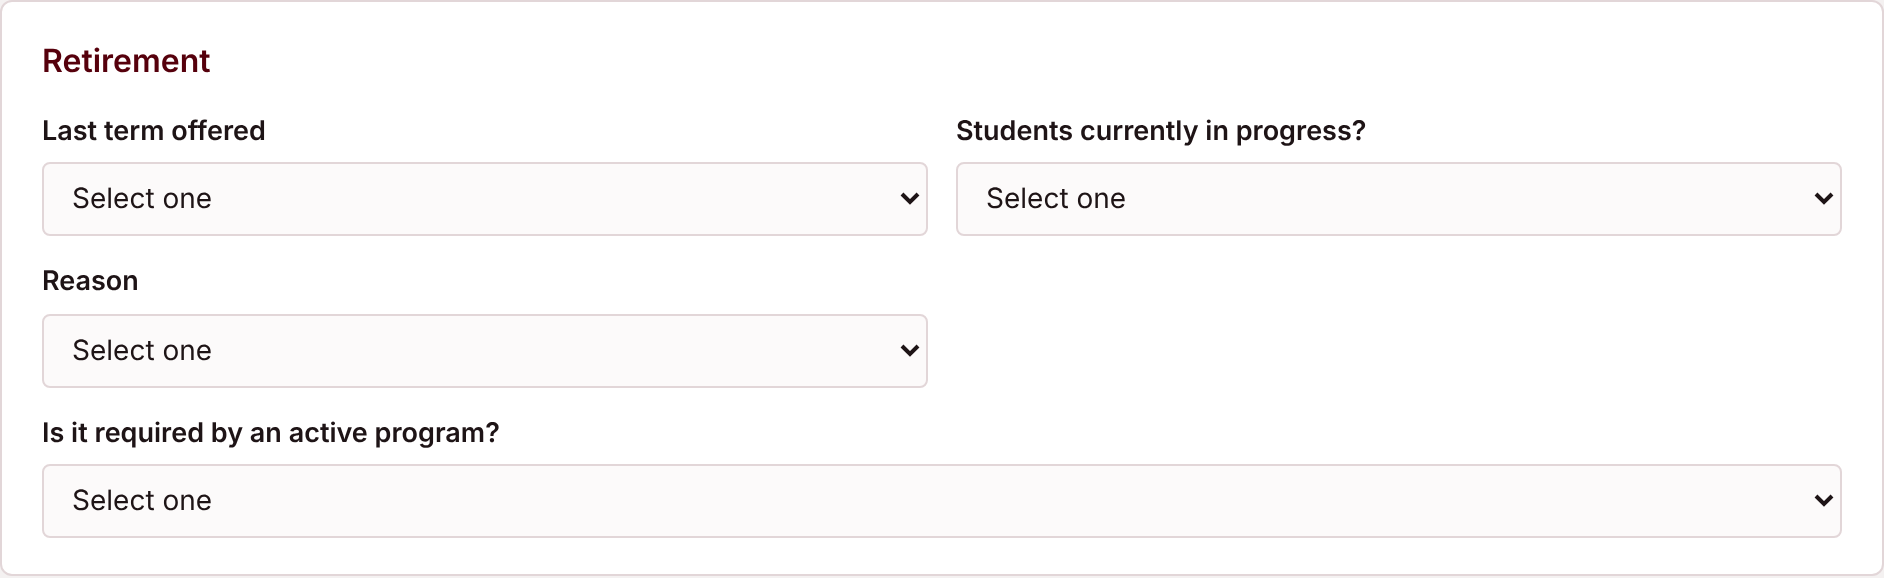 Retirement
Last term offered
Students currently in progress?
Select one
Select one
Reason
Select one
Is it required by an active program?
Select one